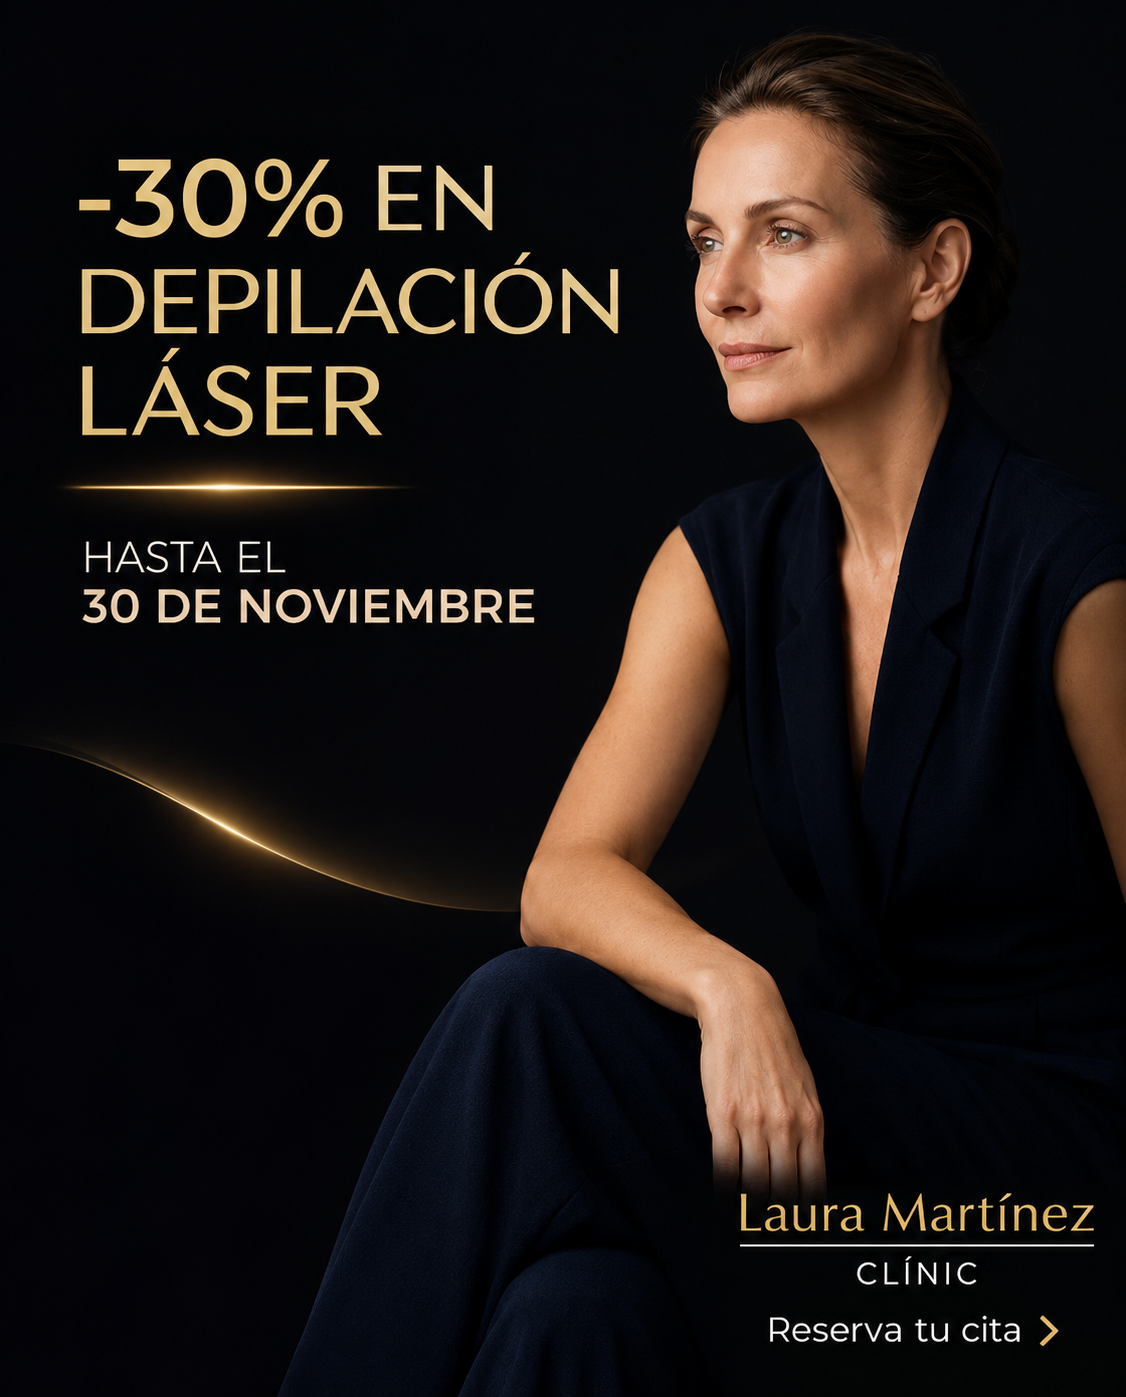 -30% EN
DEPILACIÓN
LÁSER
HASTA EL
30 DE NOVIEMBRE
Laura Martínez
CLÍNIC
Reserva tu cita